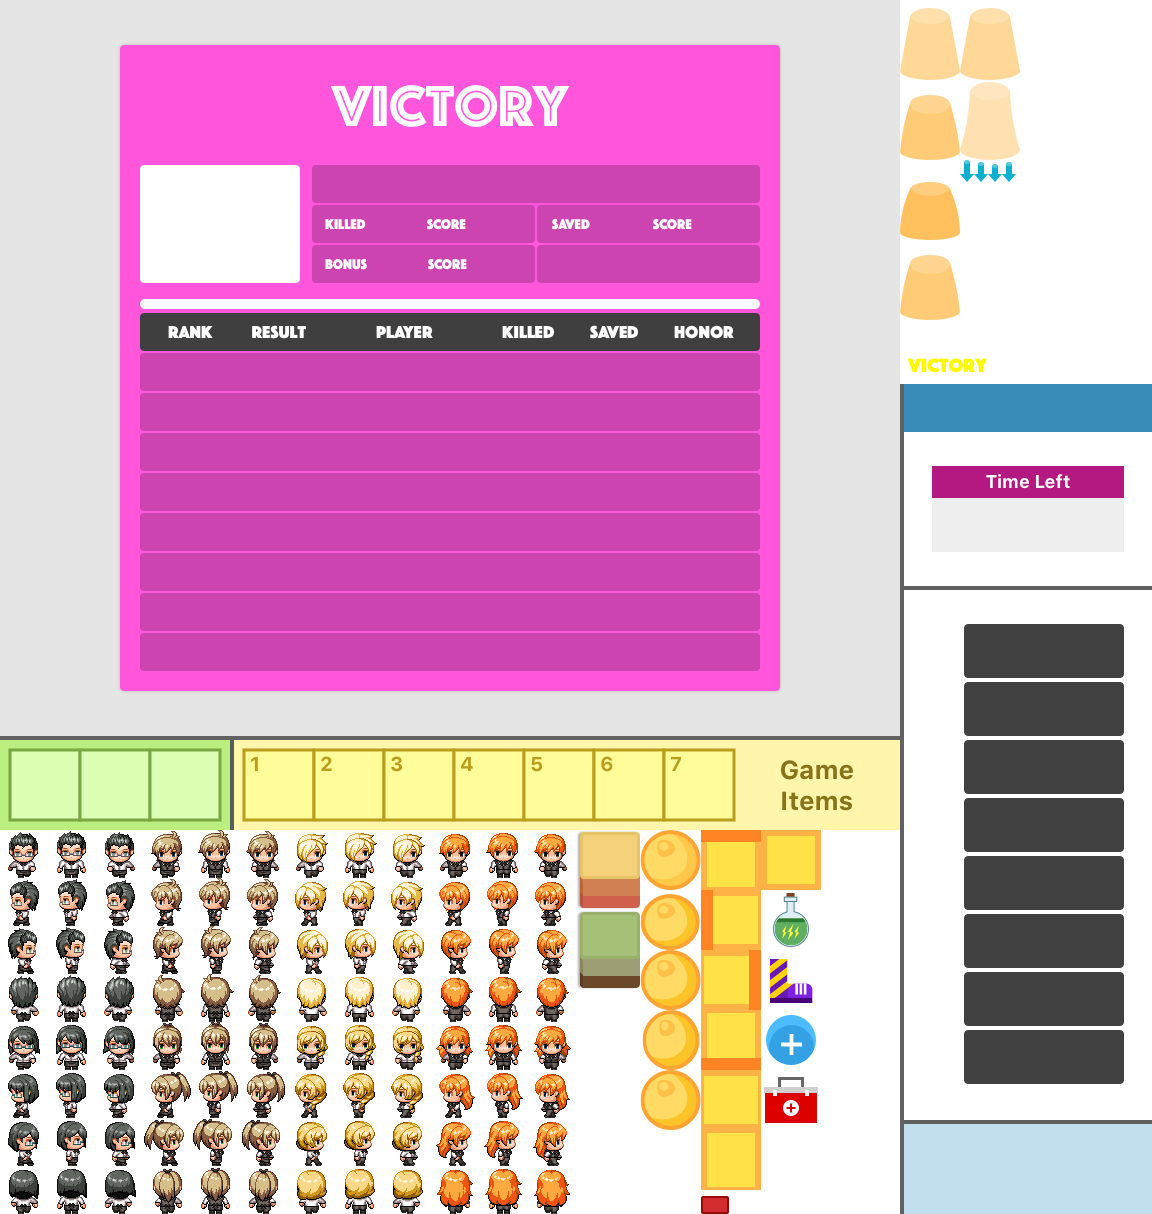 VICTORY
KILLED SCORE SAVED SCORE
BONUS SCORE
RANK RESULT PLAYER KILLED SAVED HONOR
VICTORY
Time Left
1 2 3 4 5 6 7
Game
Items